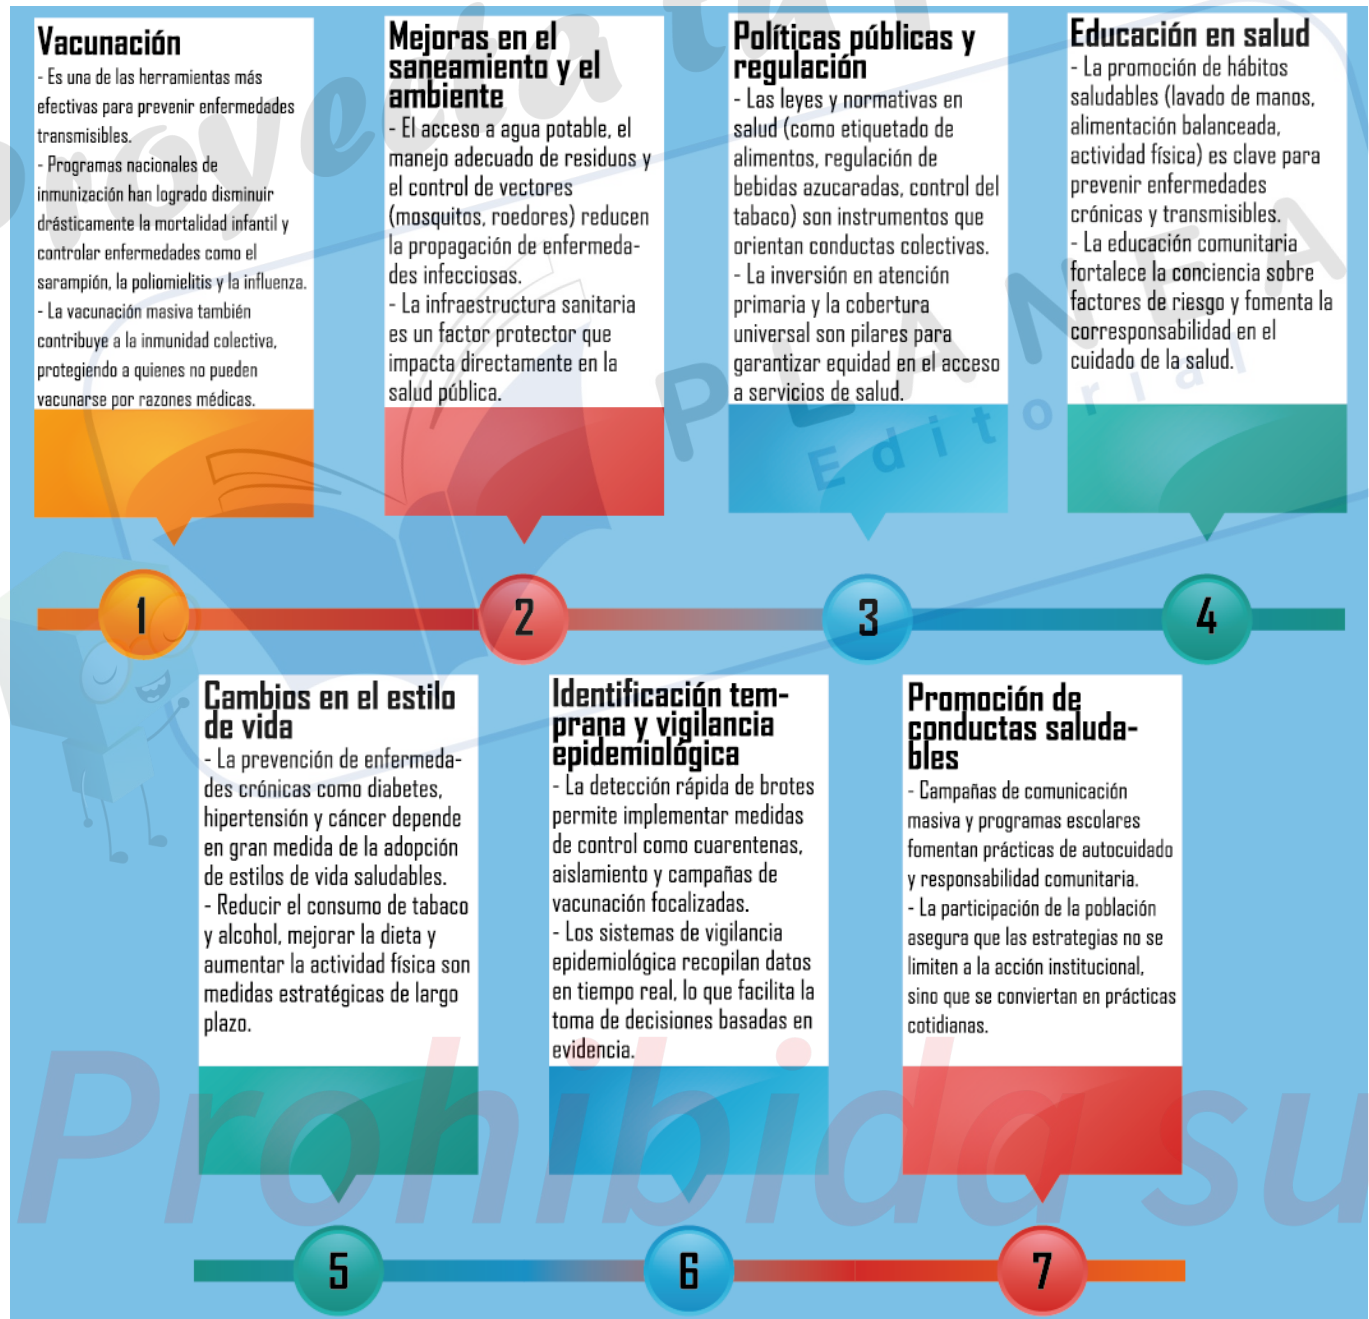 Vacunación
- Es una de las herramientas más
efectivas para prevenir enfermedades
transmisibles.
- Programas nacionales de
inmunización han logrado disminuir
drásticamente la mortalidad infantil y
controlar enfermedades como el
sarampión, la poliomielitis y la influenza.
- La vacunación masiva también
contribuye a la inmunidad colectiva,
protegiendo a quienes no pueden
vacunarse por razones médicas.
Mejoras en el
saneamiento y el
ambiente
- El acceso a agua potable, el
manejo adecuado de residuos y
el control de vectores
(mosquitos, roedores) reducen
la propagación de enfermeda-
des infecciosas.
- La infraestructura sanitaria
es un factor protector que
impacta directamente en la
salud pública.
Políticas públicas y
regulación
- Las leyes y normativas en
salud (como etiquetado de
alimentos, regulación de
bebidas azucaradas, control del
tabaco) son instrumentos que
orientan conductas colectivas.
- La inversión en atención
primaria y la cobertura
universal son pilares para
garantizar equidad en el acceso
a servicios de salud.
Educación en salud
- La promoción de hábitos
saludables (lavado de manos,
alimentación balanceada,
actividad física) es clave para
prevenir enfermedades
crónicas y transmisibles.
- La educación comunitaria
fortalece la conciencia sobre
factores de riesgo y fomenta la
corresponsabilidad en el
cuidado de la salud.
1
2
3
4
Cambios en el estilo
de vida
- La prevención de enfermeda-
des crónicas como diabetes,
hipertensión y cáncer depende
en gran medida de la adopción
de estilos de vida saludables.
- Reducir el consumo de tabaco
y alcohol, mejorar la dieta y
aumentar la actividad física son
medidas estratégicas de largo
plazo.
Identificación tem-
prana y vigilancia
epidemiológica
- La detección rápida de brotes
permite implementar medidas
de control como cuarentenas,
aislamiento y campañas de
vacunación focalizadas.
- Los sistemas de vigilancia
epidemiológica recopilan datos
en tiempo real, lo que facilita la
toma de decisiones basadas en
evidencia.
Promoción de
conductas saluda-
bles
- Campañas de comunicación
masiva y programas escolares
fomentan prácticas de autocuidado
y responsabilidad comunitaria.
- La participación de la población
asegura que las estrategias no se
limiten a la acción institucional,
sino que se conviertan en prácticas
cotidianas.
5
6
7
Proyecta
PLANEA
Editorial
Prohibida su